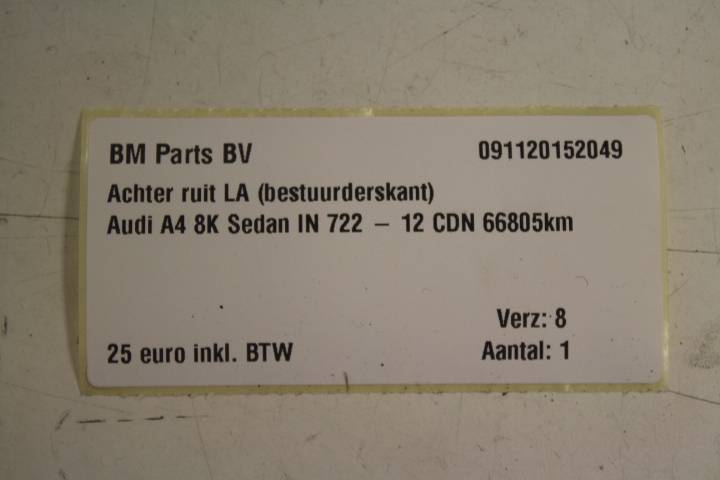 BM Parts BV 091120152049
Achter ruit LA (bestuurderskant)
Audi A4 8K Sedan IN 722 – 12 CDN 66805km
Verz: 8
25 euro inkl. BTW Aantal: 1